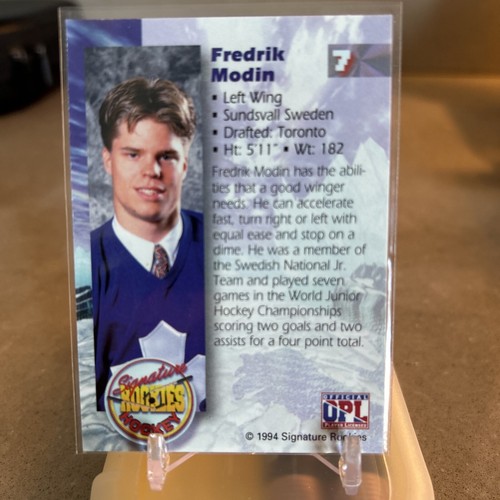 Fredrik
Modin
7
▪ Left Wing
▪ Sundsvall Sweden
▪ Drafted: Toronto
▪ Ht: 5'11" ▪ Wt: 182
Fredrik Modin has the abili-
ties that a good winger
needs. He can accelerate
fast, turn right or left with
equal ease and stop on a
dime. He was a member of
the Swedish National Jr.
Team and played seven
games in the World Junior
Hockey Championships
scoring two goals and two
assists for a four point total.
Signature
ROOKIES
HOCKEY
OFFICIAL
OPL
PLAYER LICENSEE
© 1994 Signature Rookies